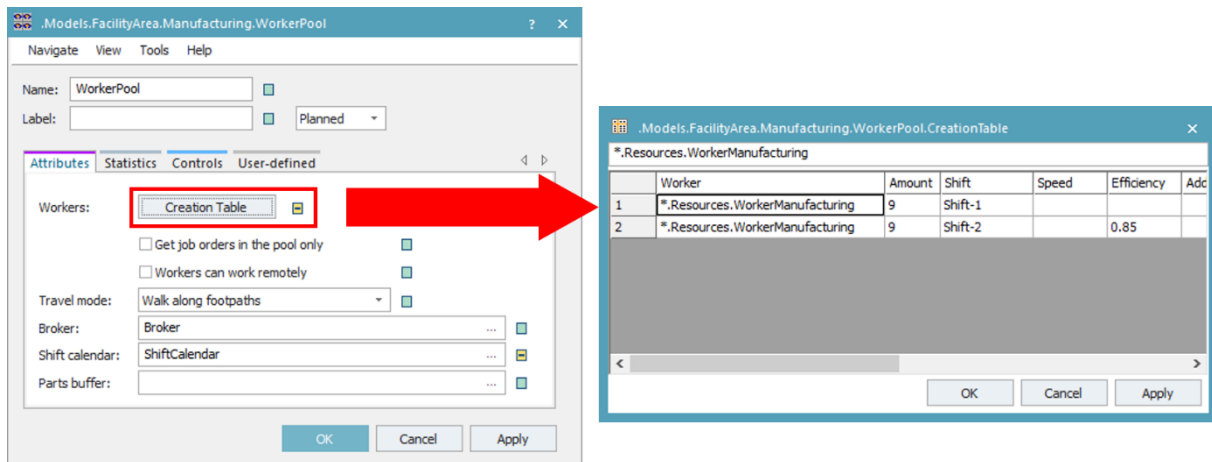 .Models.FacilityArea.Manufacturing.WorkerPool ? ×
Navigate View Tools Help
Name: WorkerPool
Label: Planned
Attributes Statistics Controls User-defined
Workers: Creation Table
Get job orders in the pool only
Workers can work remotely
Travel mode: Walk along footpaths
Broker: Broker ...
Shift calendar: ShiftCalendar ...
Parts buffer: ...
OK Cancel Apply
.Models.FacilityArea.Manufacturing.WorkerPool.CreationTable ×
*.Resources.WorkerManufacturing
Worker Amount Shift Speed Efficiency Adc
1 *.Resources.WorkerManufacturing 9 Shift-1
2 *.Resources.WorkerManufacturing 9 Shift-2 0.85
OK Cancel Apply